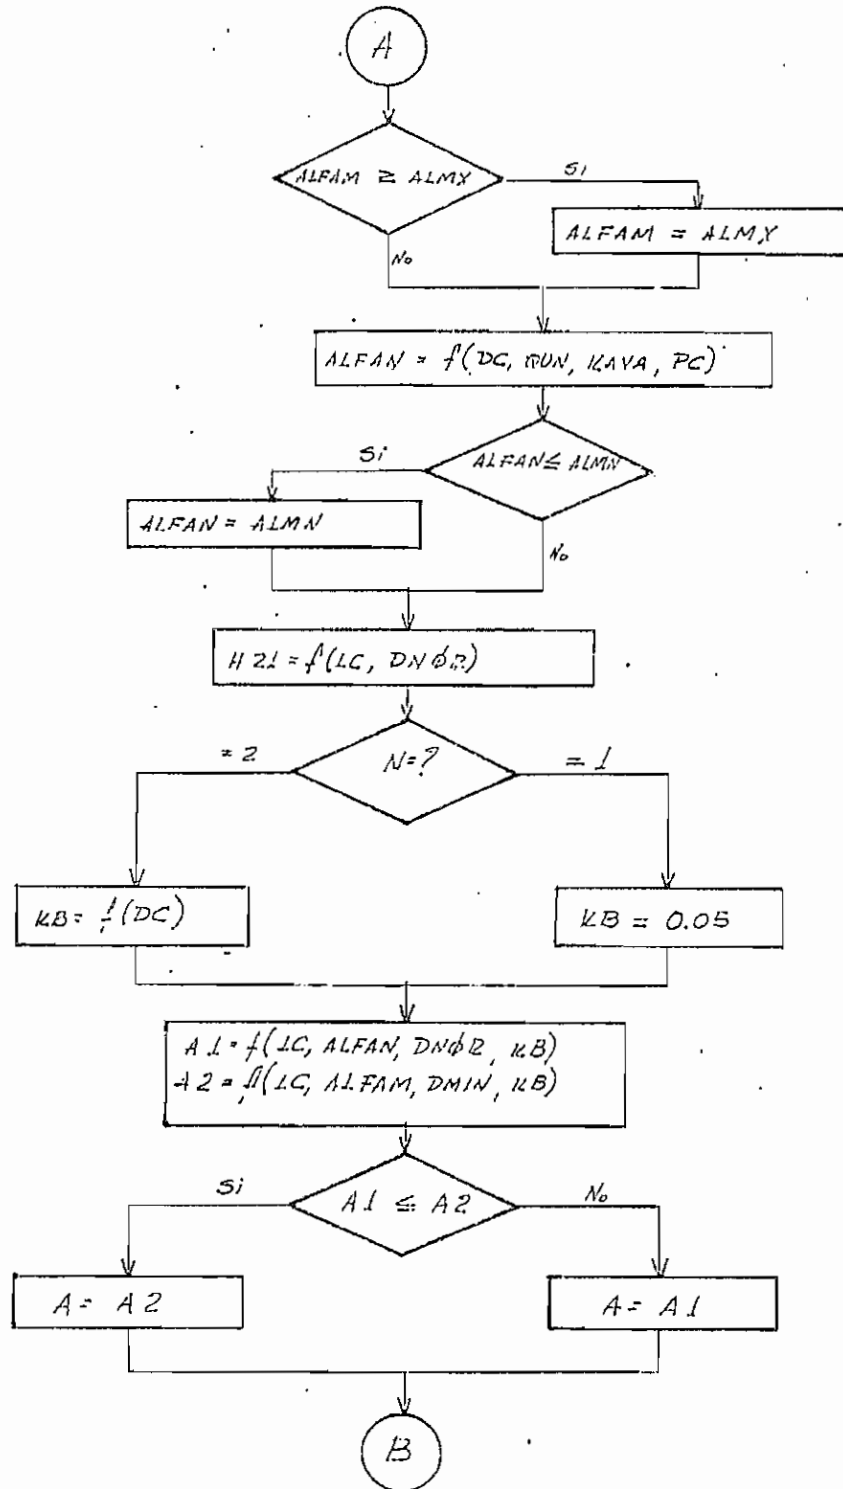 A
ALFAM ≥ ALMX
Si
ALFAM = ALMX
No
ALFAN = f(DC, RUN, KAVA, PC)
Si
ALFAN ≤ ALMN
ALFAN = ALMN
No
H21 = f(LC, DNØR)
= 2
N=?
= 1
KB = f(DC)
KB = 0.05
A1 = f(LC, ALFAN, DNØR, KB)
A2 = f(LC, ALFAM, DMIN, KB)
Si
A1 ≤ A2
No
A = A2
A = A1
B